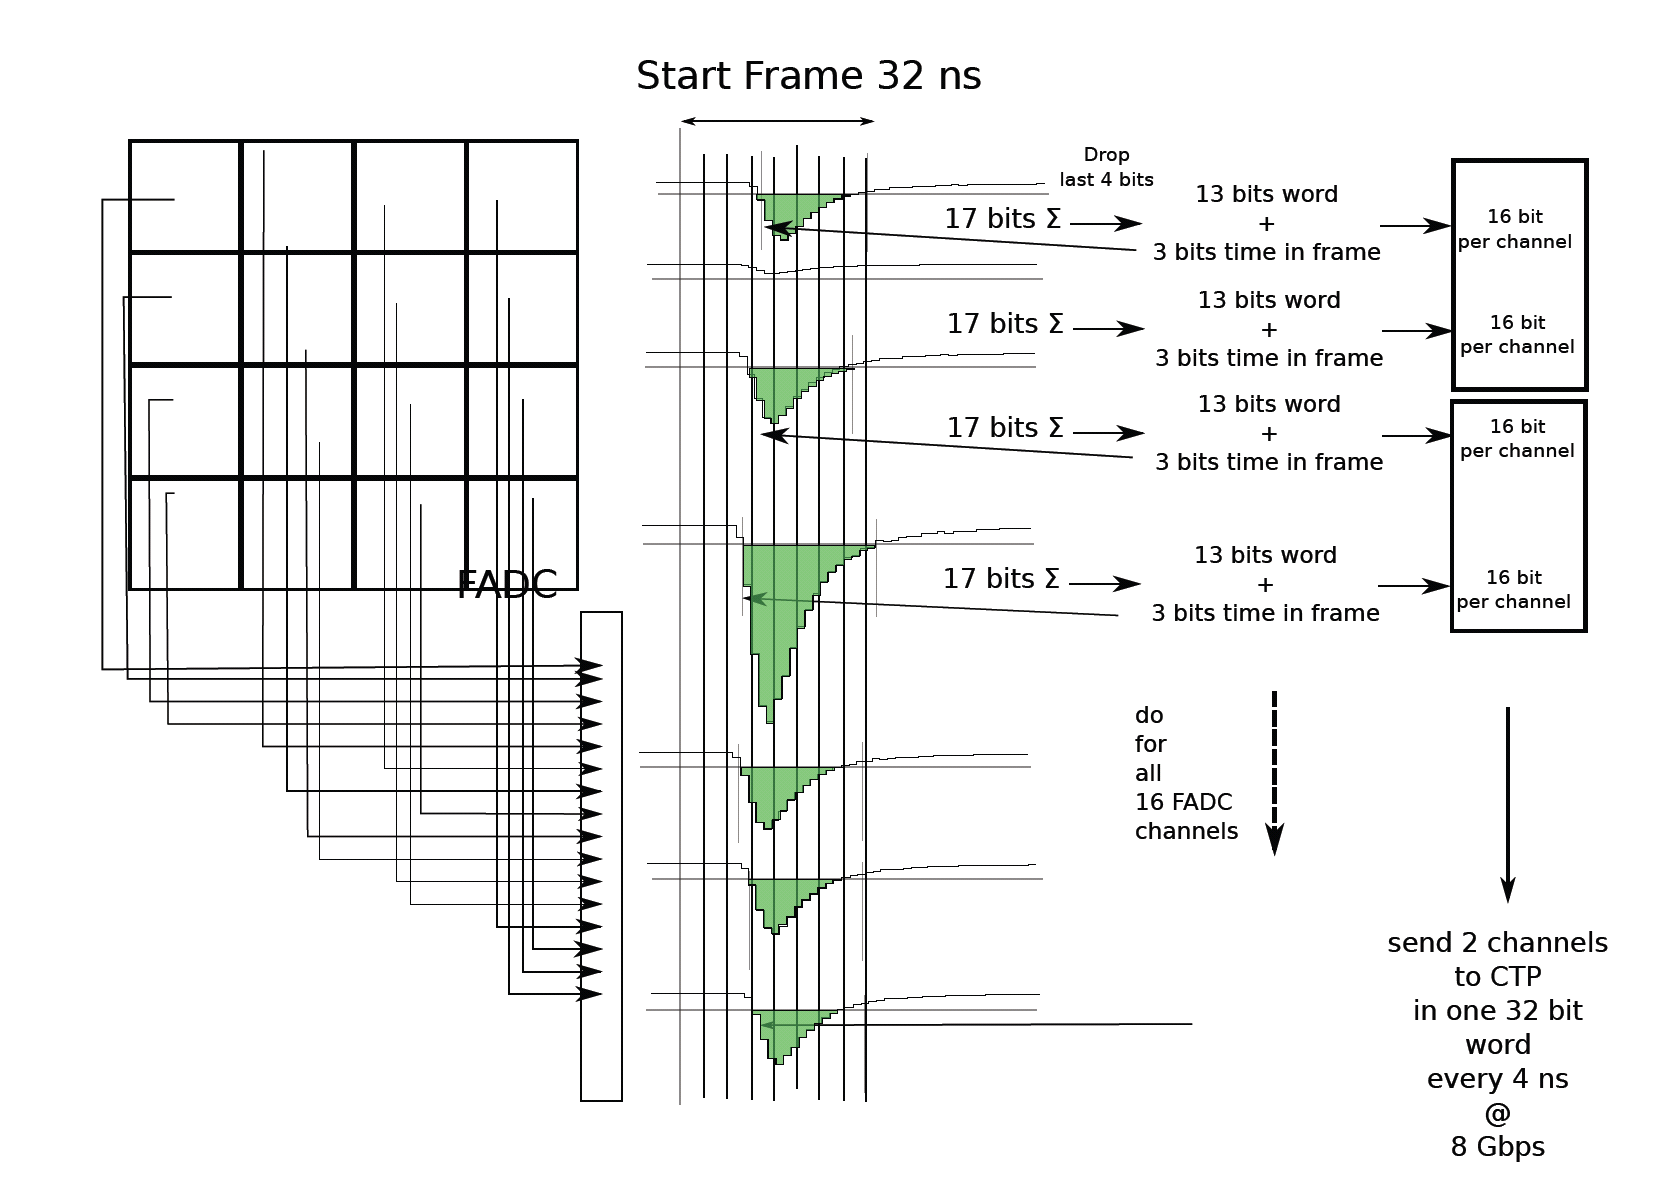 Start Frame 32 ns
Drop
last 4 bits
17 bits Σ
13 bits word
+
3 bits time in frame
16 bit
per channel
17 bits Σ
13 bits word
+
3 bits time in frame
16 bit
per channel
17 bits Σ
13 bits word
+
3 bits time in frame
16 bit
per channel
17 bits Σ
13 bits word
+
3 bits time in frame
16 bit
per channel
FADC
do
for
all
16 FADC
channels
send 2 channels
to CTP
in one 32 bit
word
every 4 ns
@
8 Gbps